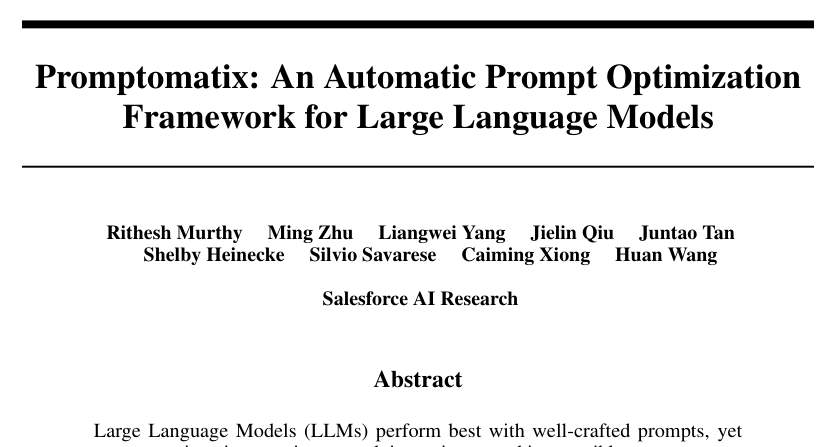 Promptomatix: An Automatic Prompt Optimization
Framework for Large Language Models
Rithesh Murthy Ming Zhu Liangwei Yang Jielin Qiu Juntao Tan
Shelby Heinecke Silvio Savarese Caiming Xiong Huan Wang
Salesforce AI Research
Abstract
Large Language Models (LLMs) perform best with well-crafted prompts, yet